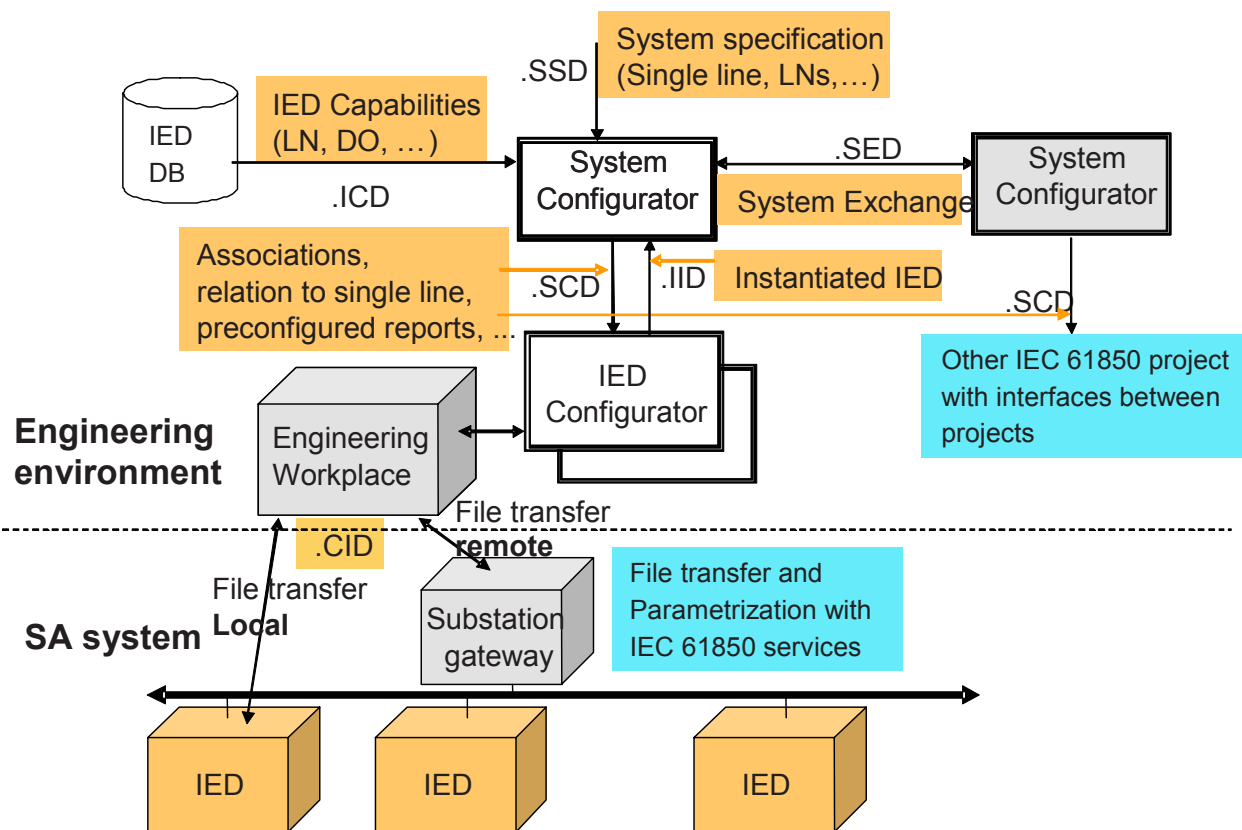 System specification
(Single line, LNs,…)
.SSD
IED Capabilities
(LN, DO, …)
IED
DB
.ICD
System
Configurator
.SED
System Exchange
System
Configurator
Associations,
relation to single line,
preconfigured reports, ...
.SCD
.IID
Instantiated IED
.SCD
IED
Configurator
Other IEC 61850 project
with interfaces between
projects
Engineering
environment
Engineering
Workplace
.CID
File transfer
remote
File transfer
Local
SA system
Substation
gateway
File transfer and
Parametrization with
IEC 61850 services
IED
IED
IED